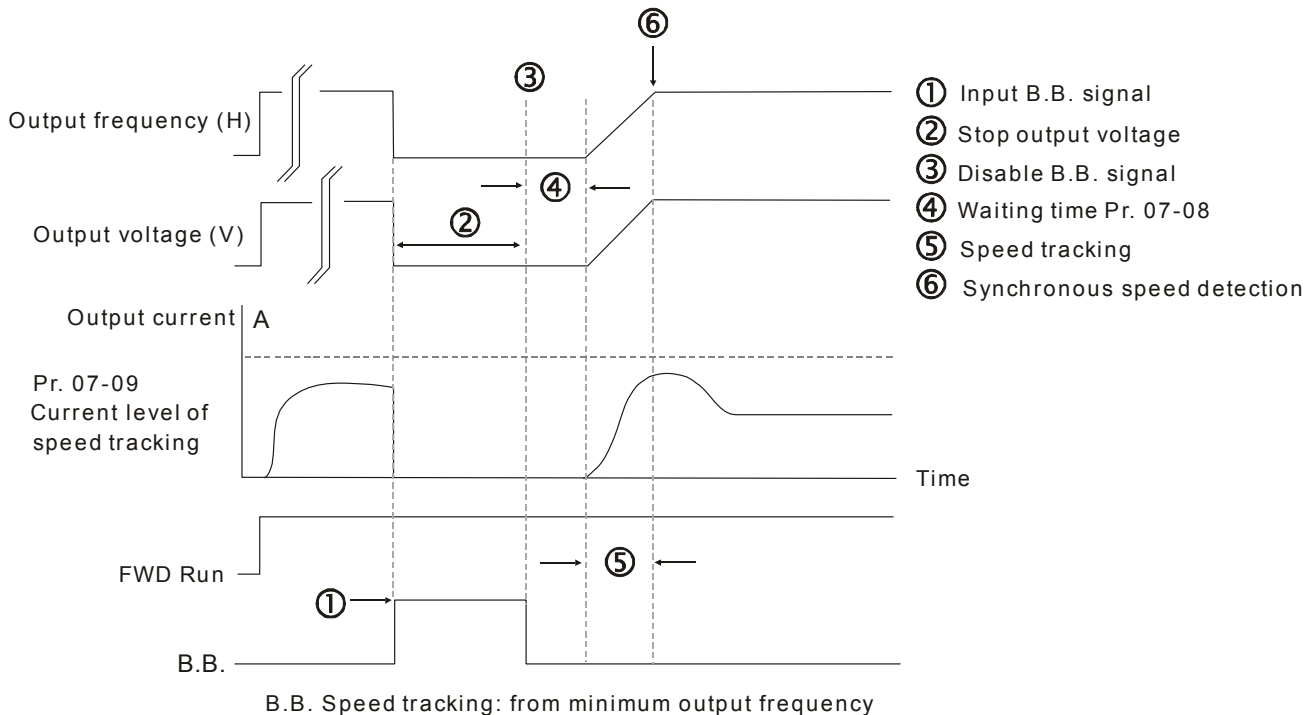 ⑥
③
Output frequency (H)
④
②
Output voltage (V)
① Input B.B. signal
② Stop output voltage
③ Disable B.B. signal
④ Waiting time Pr. 07-08
⑤ Speed tracking
⑥ Synchronous speed detection
Output current A
Pr. 07-09
Current level of
speed tracking
Time
⑤
FWD Run
①
B.B.
B.B. Speed tracking: from minimum output frequency